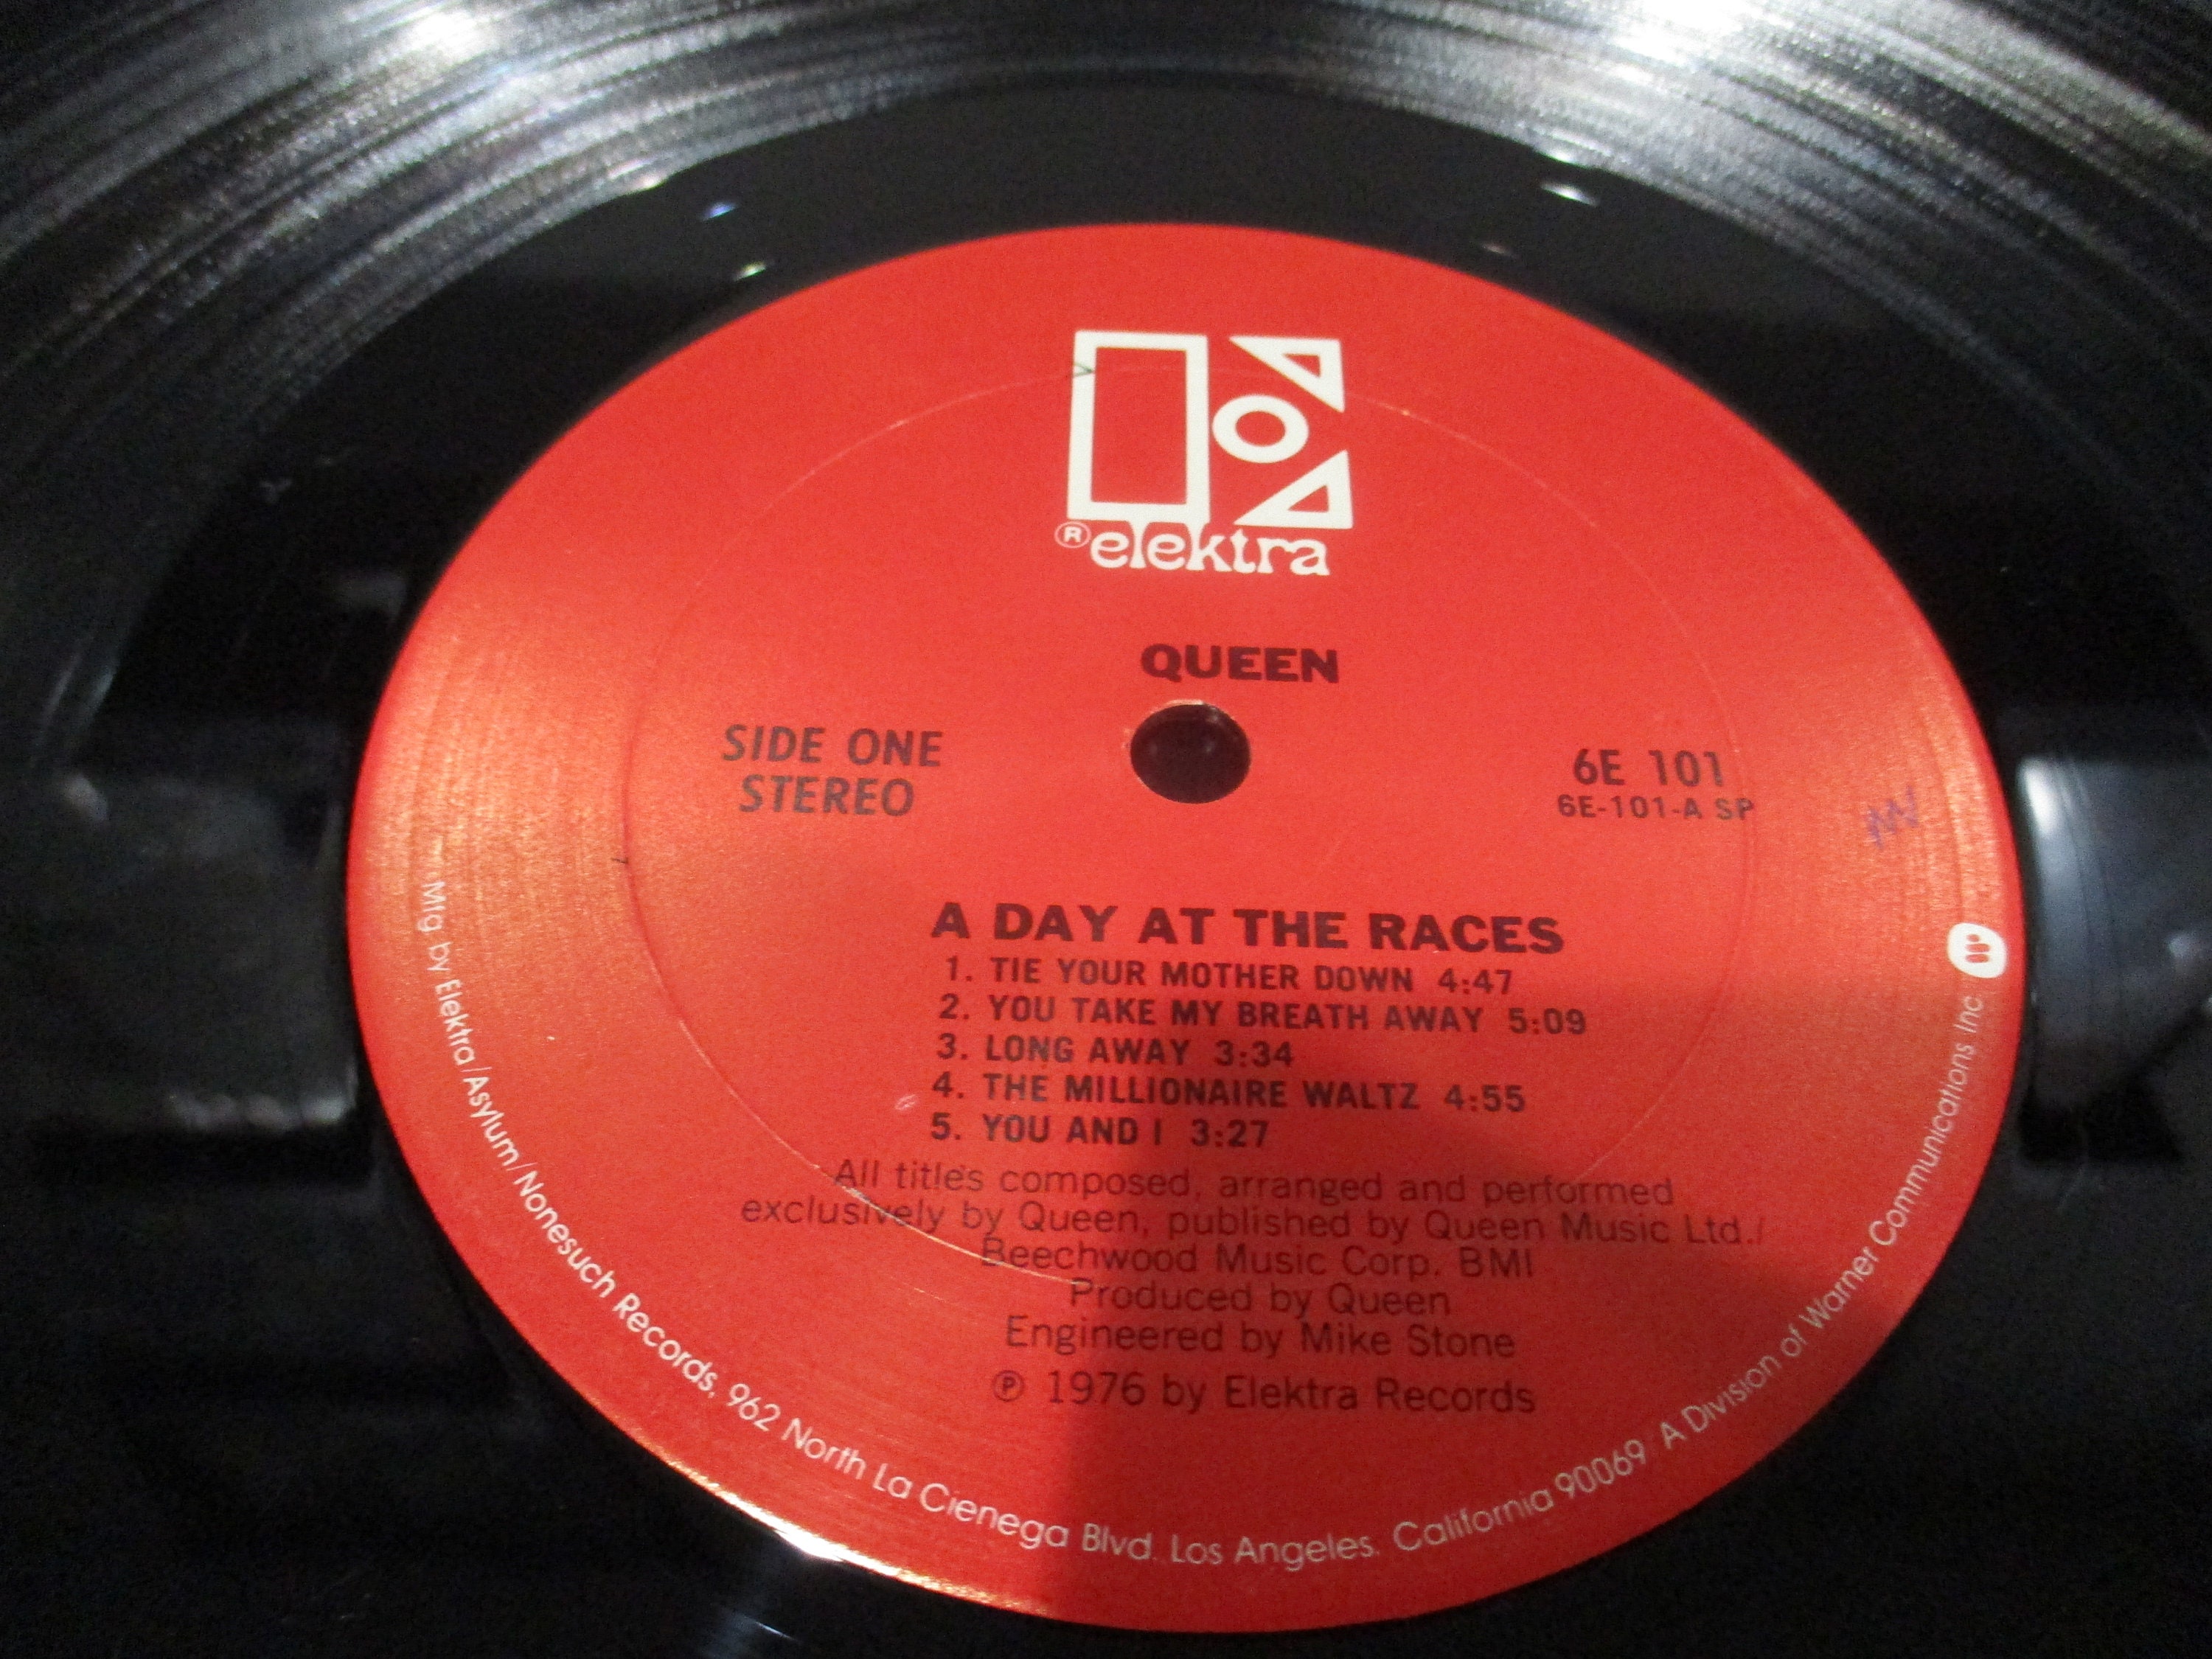 ® elektra
QUEEN
SIDE ONE
STEREO
6E 101
6E-101-A SP
A DAY AT THE RACES
1. TIE YOUR MOTHER DOWN 4:47
2. YOU TAKE MY BREATH AWAY 5:09
3. LONG AWAY 3:34
4. THE MILLIONAIRE WALTZ 4:55
5. YOU AND I 3:27
All titles composed, arranged and performed
exclusively by Queen, published by Queen Music Ltd./
Beechwood Music Corp. BMI
Produced by Queen
Engineered by Mike Stone
℗ 1976 by Elektra Records
Mfg by Elektra/Asylum/Nonesuch Records, 962 North La Cienega Blvd. Los Angeles. California 90069 A Division of Warner Communications Inc.